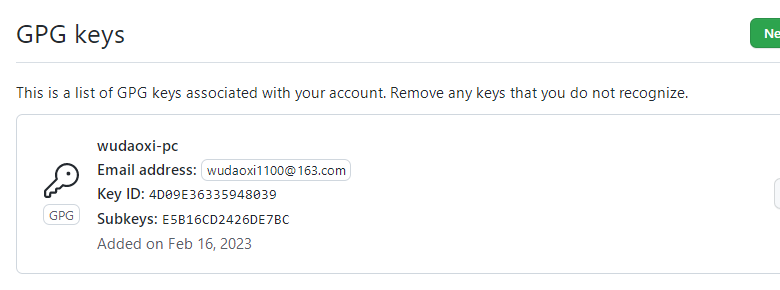 GPG keys
Ne
This is a list of GPG keys associated with your account. Remove any keys that you do not recognize.
wudaoxi-pc
Email address: wudaoxi1100@163.com
Key ID: 4D09E36335948039
GPG
Subkeys: E5B16CD2426DE7BC
Added on Feb 16, 2023